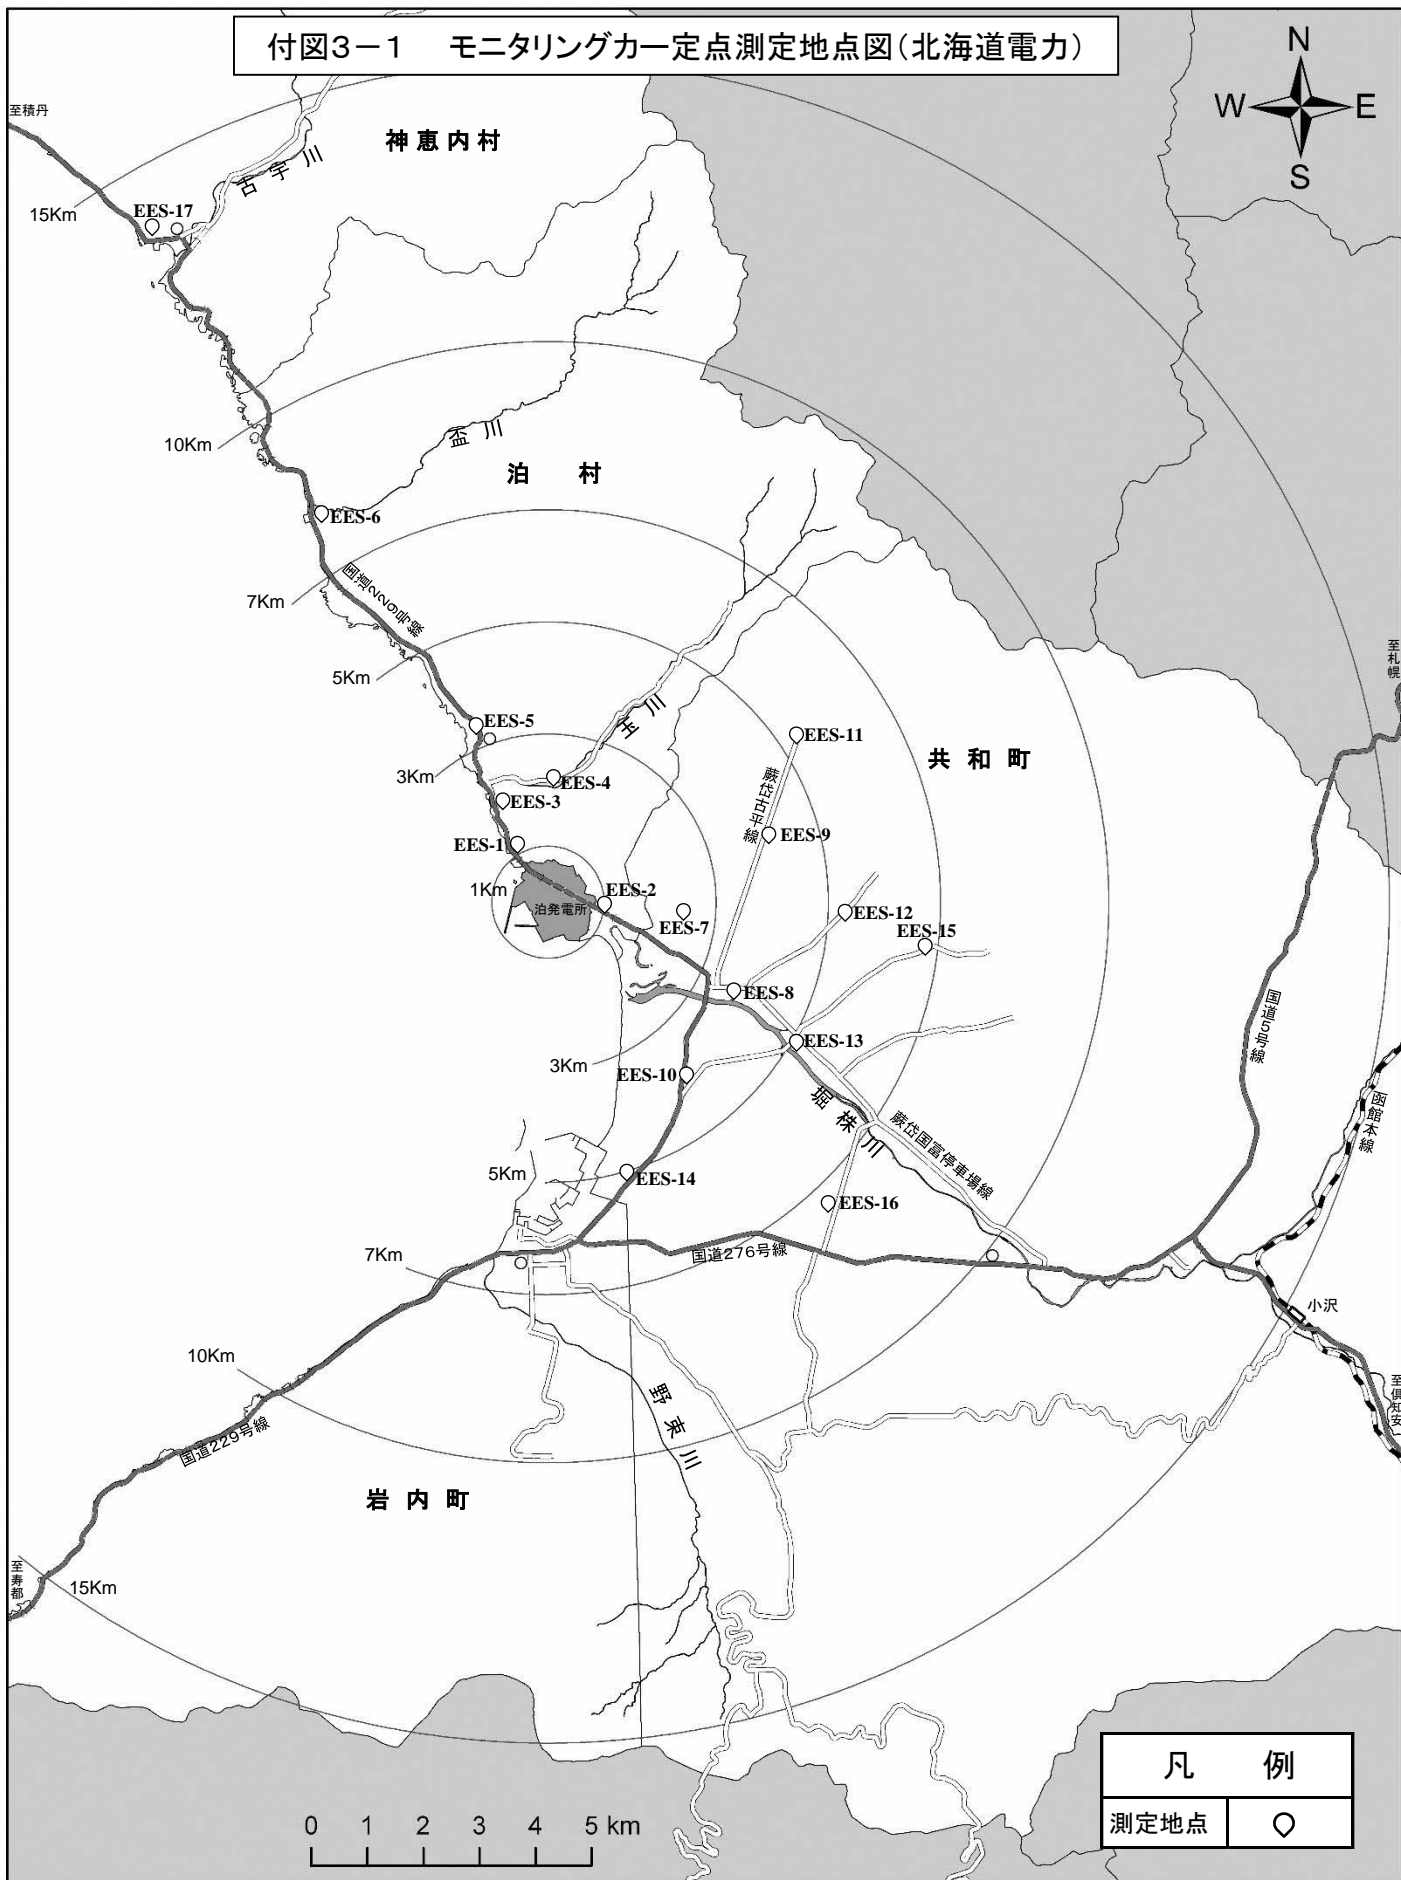 付図3－1　モニタリングカー定点測定地点図(北海道電力)
N
W E
S
至積丹
神恵内村
古宇川
15Km
EES-17
10Km
盃川
泊　村
EES-6
国道229号線
7Km
5Km
至札幌
EES-5
玉川
EES-11
共和町
3Km
EES-4
EES-3
蕨岱古平線
EES-9
EES-1
1Km
泊発電所
EES-2
EES-7
EES-12
EES-15
EES-8
国道5号線
EES-13
3Km
EES-10
堀株川
函館本線
蕨岱国富停車場線
5Km
EES-14
EES-16
7Km
国道276号線
小沢
10Km
野束川
至倶知安
国道229号線
岩内町
至寿都
15Km
凡　例
測定地点
0 1 2 3 4 5 km